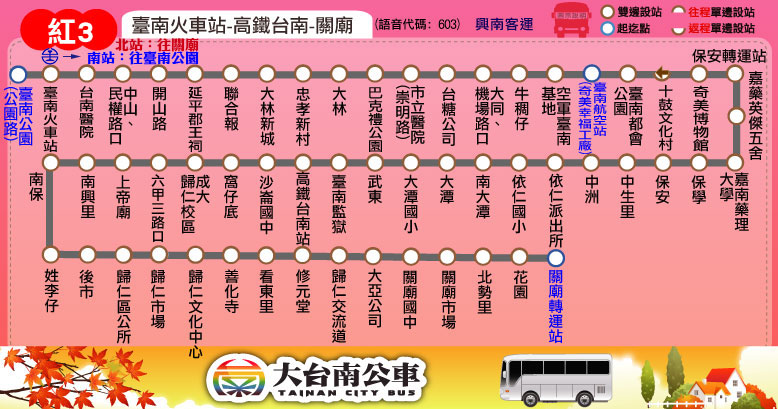 紅3
臺南火車站-高鐵台南-關廟
(語音代碼: 603)
興南客運
公車動態
雙邊設站
往程單邊設站
起迄點
返程單邊設站
北站:往關廟
南站:往臺南公園
保安轉運站
臺南公園(公園路)
臺南火車站
台南醫院
中山、民權路口
開山路
延平郡王祠
聯合報
大林新城
忠孝新村
大林
巴克禮公園
市立醫院(崇明路)
台糖公司
大同、機場路口
牛稠仔
空軍臺南基地
臺南航空站(奇美幸福工廠)
臺南都會公園
十鼓文化村
奇美博物館
嘉藥英傑五舍
嘉南藥理大學
保學
保安
中生里
中洲
依仁派出所
依仁國小
南大潭
大潭
大潭國小
武東
臺南監獄
高鐵台南站
沙崙國中
窩仔底
成大歸仁校區
六甲三路口
上帝廟
南興里
南保
姓李仔
後市
歸仁區公所
歸仁市場
歸仁文化中心
善化寺
看東里
修元堂
歸仁交流道
大亞公司
關廟國中
關廟市場
北勢里
花園
關廟轉運站
大台南公車
TAINAN CITY BUS